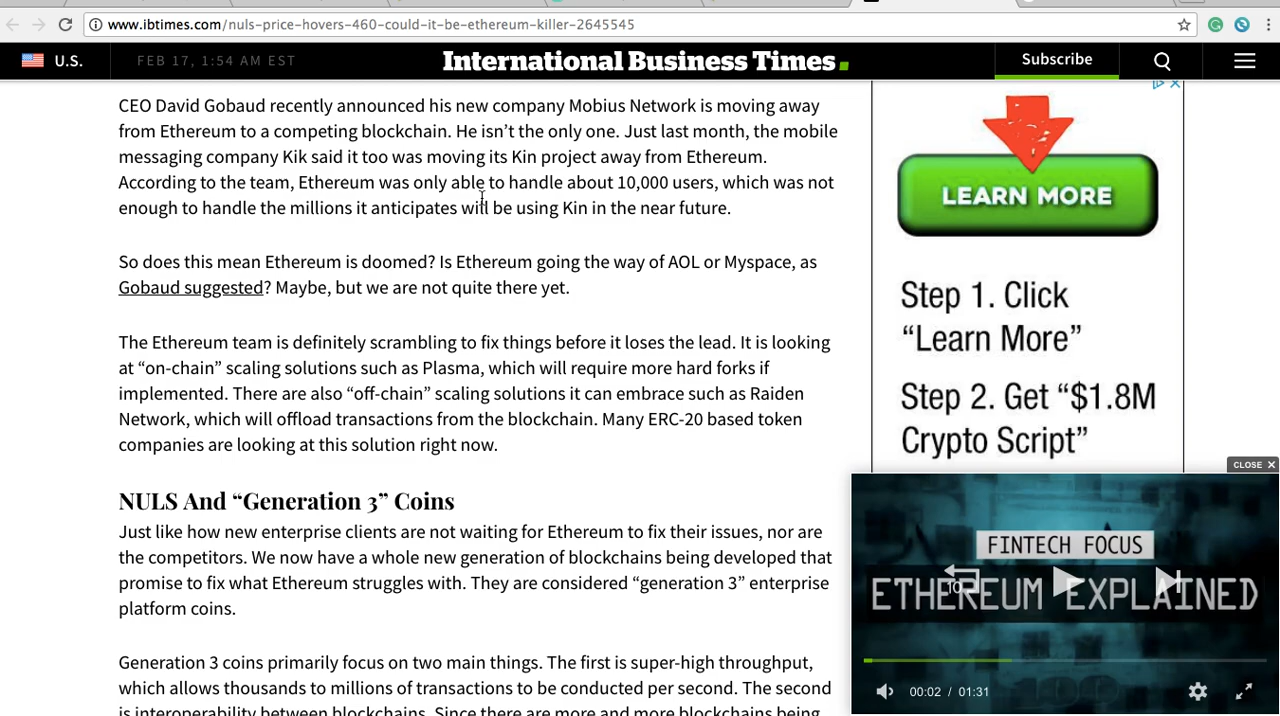 www.ibtimes.com/nuls-price-hovers-460-could-it-be-ethereum-killer-2645545
U.S.
FEB 17, 1:54 AM EST
International Business Times
Subscribe
CEO David Gobaud recently announced his new company Mobius Network is moving away
from Ethereum to a competing blockchain. He isn’t the only one. Just last month, the mobile
messaging company Kik said it too was moving its Kin project away from Ethereum.
According to the team, Ethereum was only able to handle about 10,000 users, which was not
enough to handle the millions it anticipates will be using Kin in the near future.
So does this mean Ethereum is doomed? Is Ethereum going the way of AOL or Myspace, as
Gobaud suggested? Maybe, but we are not quite there yet.
The Ethereum team is definitely scrambling to fix things before it loses the lead. It is looking
at “on-chain” scaling solutions such as Plasma, which will require more hard forks if
implemented. There are also “off-chain” scaling solutions it can embrace such as Raiden
Network, which will offload transactions from the blockchain. Many ERC-20 based token
companies are looking at this solution right now.
NULS And “Generation 3” Coins
Just like how new enterprise clients are not waiting for Ethereum to fix their issues, nor are
the competitors. We now have a whole new generation of blockchains being developed that
promise to fix what Ethereum struggles with. They are considered “generation 3” enterprise
platform coins.
Generation 3 coins primarily focus on two main things. The first is super-high throughput,
which allows thousands to millions of transactions to be conducted per second. The second
is interoperability between blockchains. Since there are more and more blockchains being
LEARN MORE
Step 1. Click
“Learn More”
Step 2. Get “$1.8M
Crypto Script”
CLOSE
FINTECH FOCUS
ETHEREUM EXPLAINED
10
00:02 / 01:31